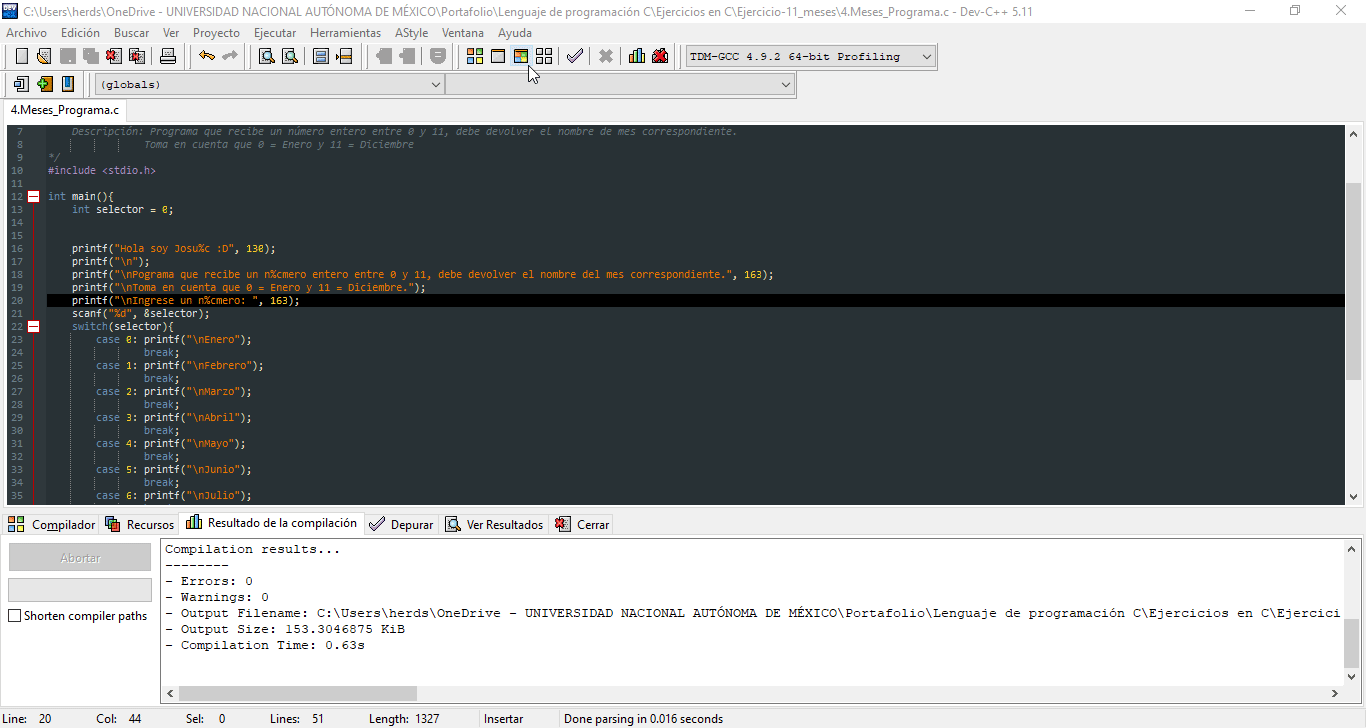 C:\Users\herds\OneDrive - UNIVERSIDAD NACIONAL AUTÓNOMA DE MÉXICO\Portafolio\Lenguaje de programación C\Ejercicios en C\Ejercicio-11_meses\4.Meses_Programa.c - Dev-C++ 5.11
Archivo Edición Buscar Ver Proyecto Ejecutar Herramientas AStyle Ventana Ayuda
TDM-GCC 4.9.2 64-bit Profiling
(globals)
4.Meses_Programa.c
7 Descripción: Programa que recibe un número entero entre 0 y 11, debe devolver el nombre de mes correspondiente.
8 Toma en cuenta que 0 = Enero y 11 = Diciembre
9 */
10 #include <stdio.h>
11
12 int main(){
13 int selector = 0;
14
15
16 printf("Hola soy Josu%c :D", 130);
17 printf("\n");
18 printf("\nPograma que recibe un n%cmero entero entre 0 y 11, debe devolver el nombre del mes correspondiente.", 163);
19 printf("\nToma en cuenta que 0 = Enero y 11 = Diciembre.");
20 printf("\nIngrese un n%cmero: ", 163);
21 scanf("%d", &selector);
22 switch(selector){
23 case 0: printf("\nEnero");
24 break;
25 case 1: printf("\nFebrero");
26 break;
27 case 2: printf("\nMarzo");
28 break;
29 case 3: printf("\nAbril");
30 break;
31 case 4: printf("\nMayo");
32 break;
33 case 5: printf("\nJunio");
34 break;
35 case 6: printf("\nJulio");
Compilador Recursos Resultado de la compilación Depurar Ver Resultados Cerrar
Abortar
Shorten compiler paths
Compilation results...
--------
- Errors: 0
- Warnings: 0
- Output Filename: C:\Users\herds\OneDrive - UNIVERSIDAD NACIONAL AUTÓNOMA DE MÉXICO\Portafolio\Lenguaje de programación C\Ejercicios en C\Ejercici
- Output Size: 153.3046875 KiB
- Compilation Time: 0.63s
Line: 20 Col: 44 Sel: 0 Lines: 51 Length: 1327 Insertar Done parsing in 0.016 seconds